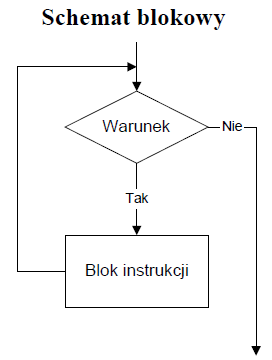 Schemat blokowy
Warunek
Nie
Tak
Blok instrukcji